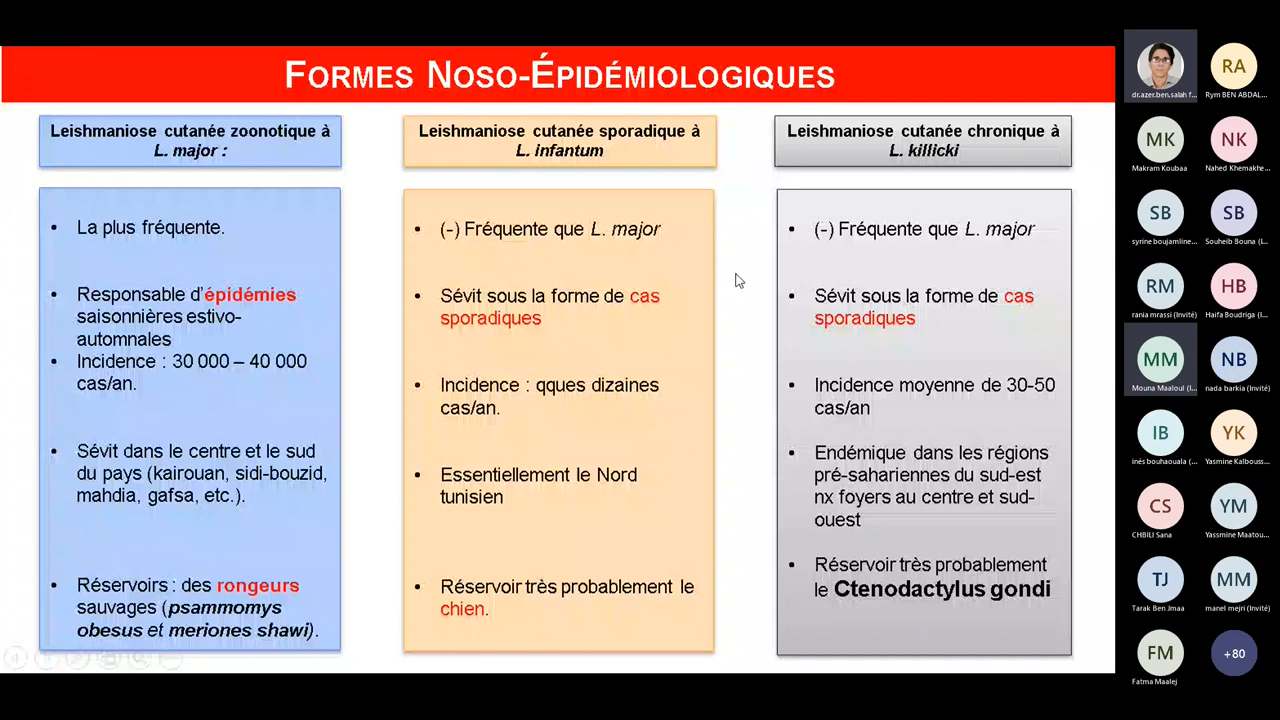 FORMES NOSO-ÉPIDÉMIOLOGIQUES
Leishmaniose cutanée zoonotique à
L. major :
La plus fréquente.
Responsable d'épidémies
saisonnières estivo-
automnales
Incidence : 30 000 – 40 000
cas/an.
Sévit dans le centre et le sud
du pays (kairouan, sidi-bouzid,
mahdia, gafsa, etc.).
Réservoirs : des rongeurs
sauvages (psammomys
obesus et meriones shawi).
Leishmaniose cutanée sporadique à
L. infantum
(-) Fréquente que L. major
Sévit sous la forme de cas
sporadiques
Incidence : qques dizaines
cas/an.
Essentiellement le Nord
tunisien
Réservoir très probablement le
chien.
Leishmaniose cutanée chronique à
L. killicki
(-) Fréquente que L. major
Sévit sous la forme de cas
sporadiques
Incidence moyenne de 30-50
cas/an
Endémique dans les régions
pré-sahariennes du sud-est
nx foyers au centre et sud-
ouest
Réservoir très probablement
le Ctenodactylus gondi
dr.azer.ben.salah f...
RA
Rym BEN ABDAL...
MK
Makram Koubaa
NK
Nahed Khemakhe...
SB
syrine boujamline...
SB
Souheib Bouna (I...
RM
rania mrassi (Invité)
HB
Haifa Boudriga (I...
MM
Mouna Maaloul (I...
NB
nada barkia (Invité)
IB
inés bouhaouala (...
YK
Yasmine Kalbouss...
CS
CHBILI Sana
YM
Yassmine Maatou...
TJ
Tarak Ben Jmaa
MM
manel mejri (Invité)
FM
Fatma Maalej
+80